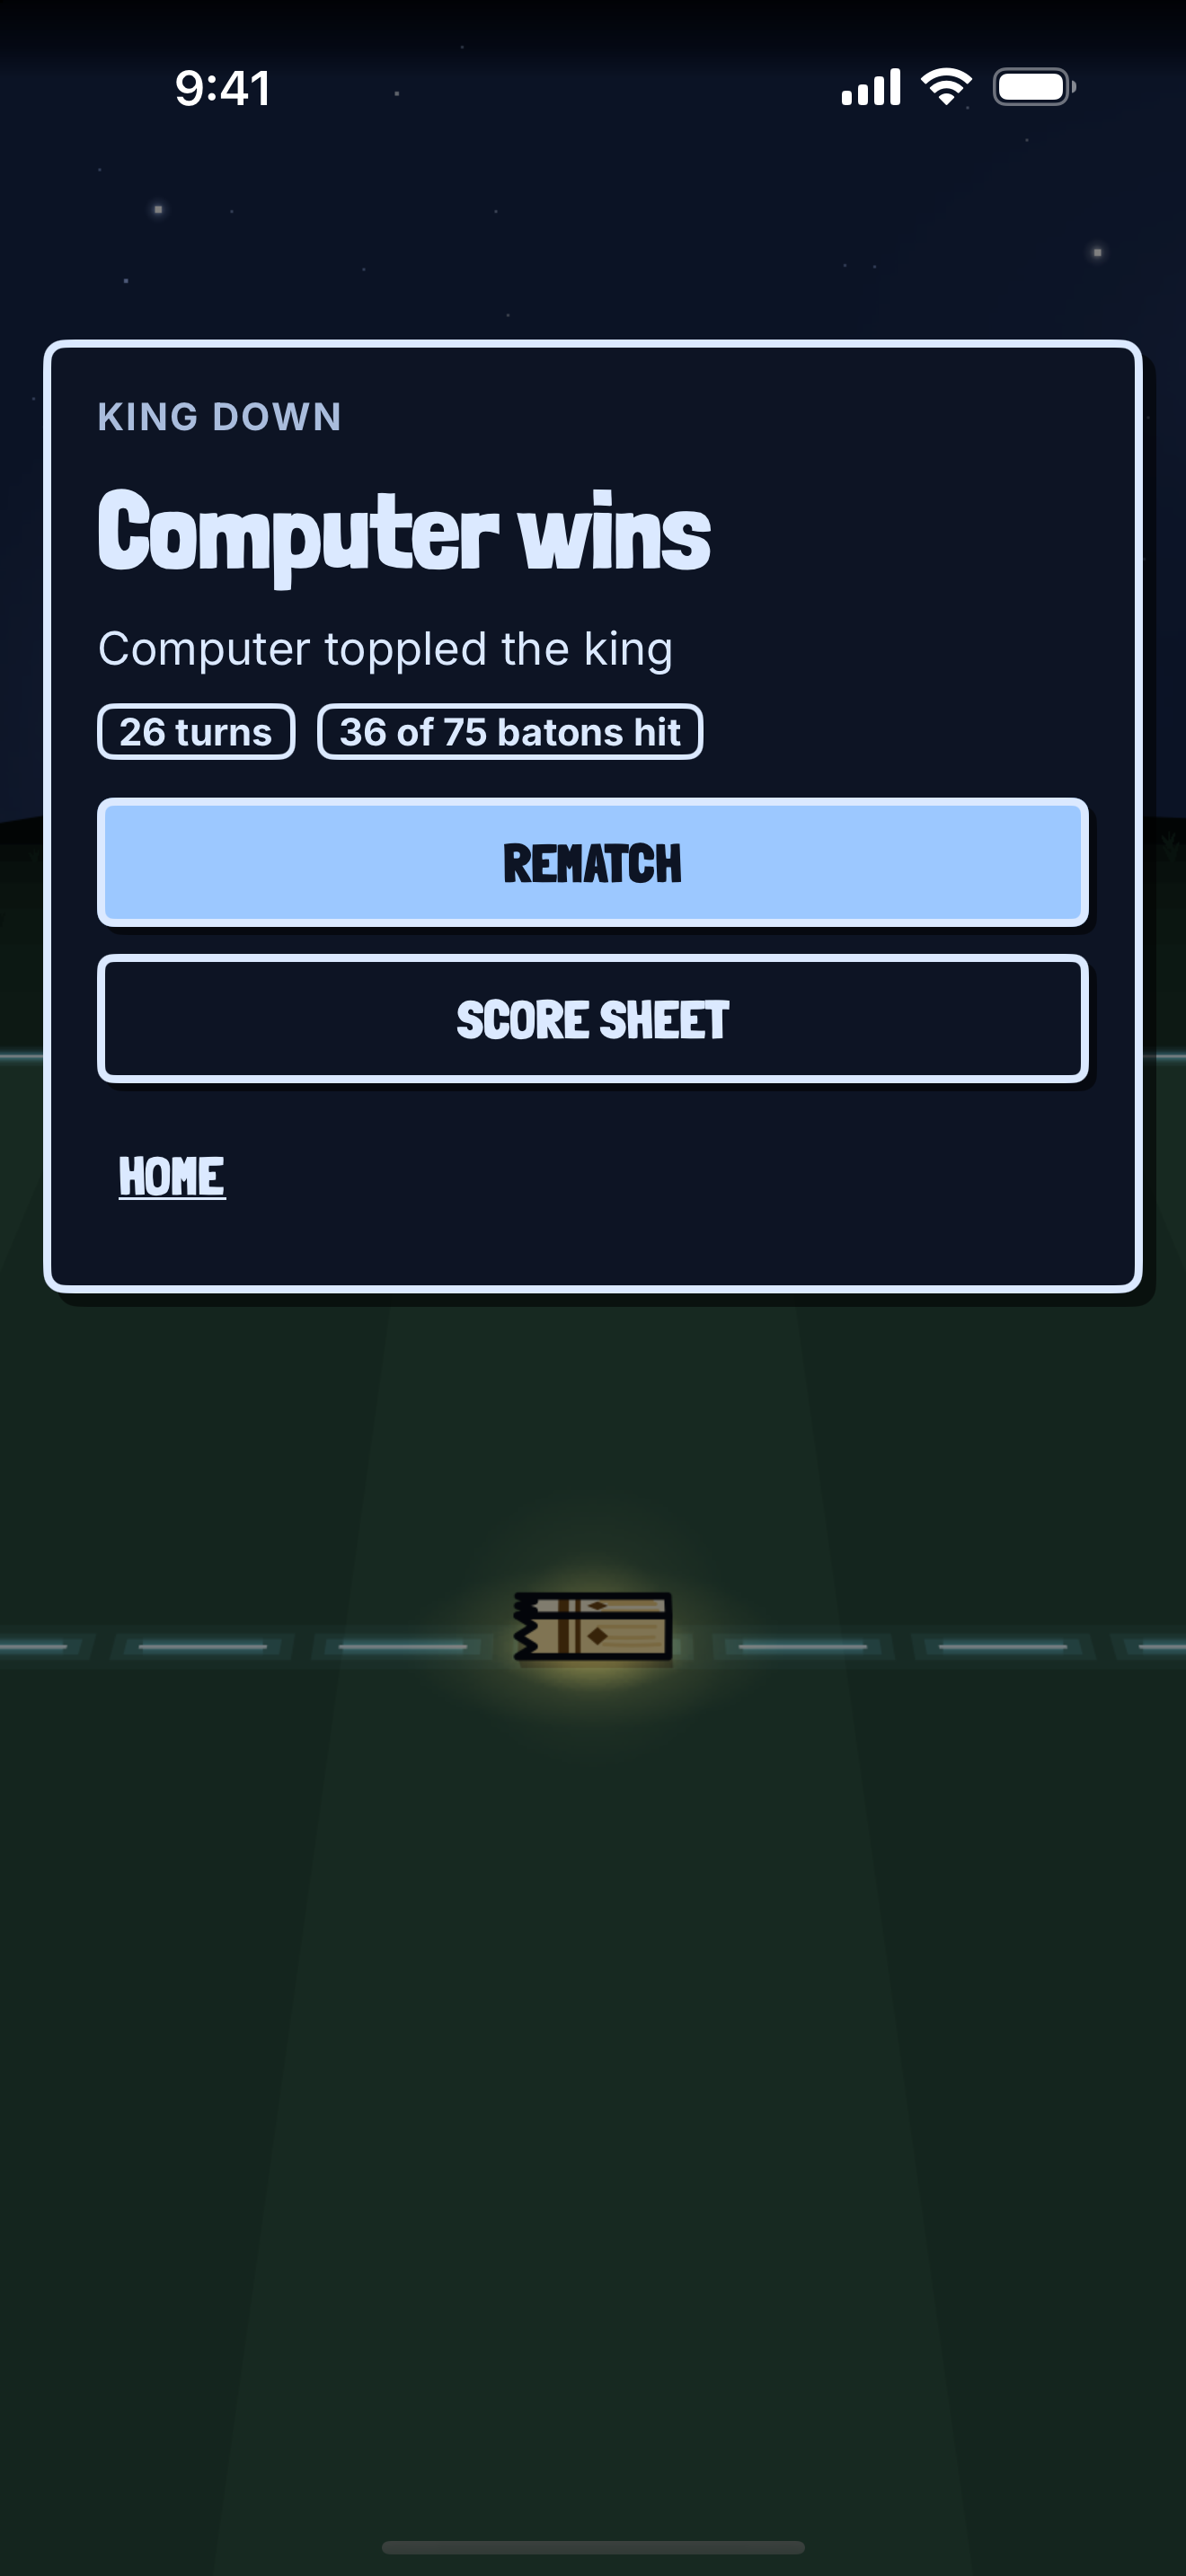 9:41
KING DOWN
Computer wins
Computer toppled the king
26 turns 36 of 75 batons hit
REMATCH
SCORE SHEET
HOME